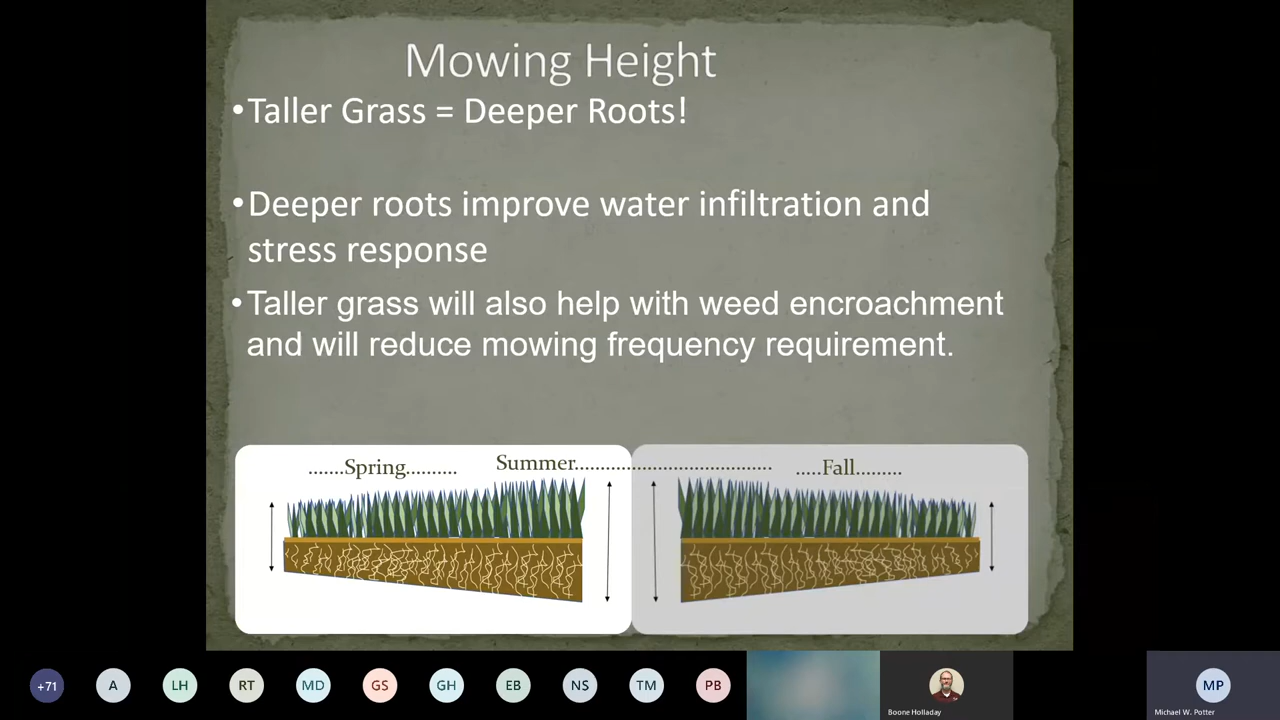 Mowing Height
•Taller Grass = Deeper Roots!
•Deeper roots improve water infiltration and
stress response
•Taller grass will also help with weed encroachment
and will reduce mowing frequency requirement.
.......Spring.......... Summer....................................... .....Fall.........
+71 A LH RT MD GS GH EB NS TM PB MP
Boone Holladay Michael W. Potter